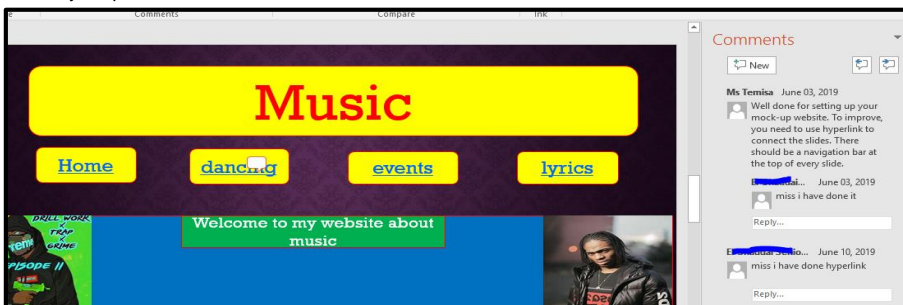 Comments
Compare
Ink
Music
Home
events
lyrics
Welcome to my website about
music
DRILL WORK
X
TRAP
X
GRIME
EPISODE II
Comments
New
Ms Temisa June 03, 2019
Well done for setting up your
mock-up website. To improve,
you need to use hyperlink to
connect the slides. There
should be a navigation bar at
the top of every slide.
June 03, 2019
miss i have done it
Reply...
June 10, 2019
miss i have done hyperlink
Reply...